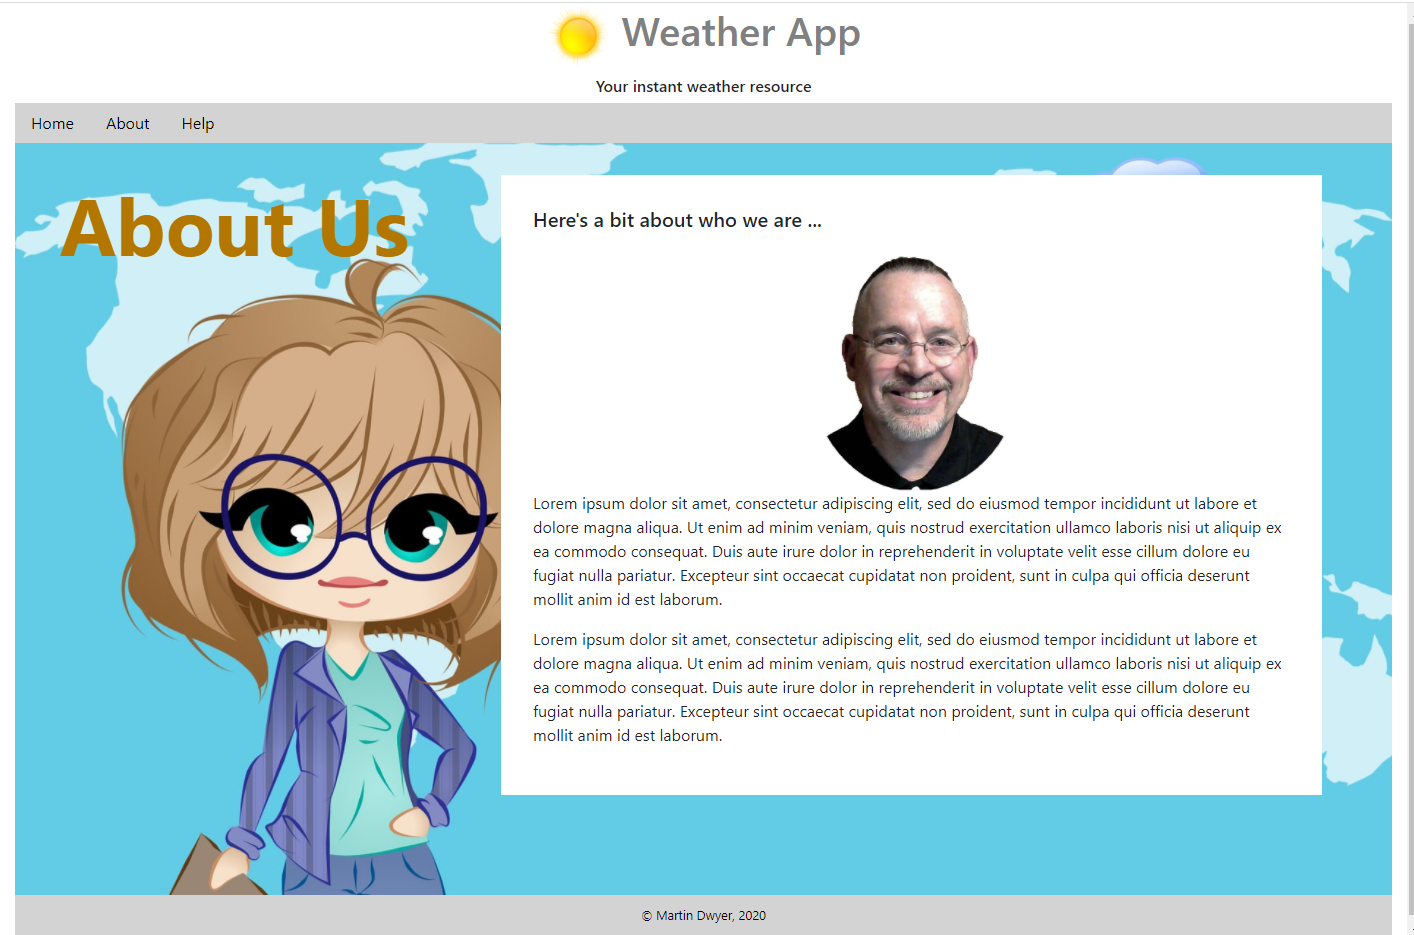 Weather App
Your instant weather resource
Home About Help
About Us
Here's a bit about who we are ...
Lorem ipsum dolor sit amet, consectetur adipiscing elit, sed do eiusmod tempor incididunt ut labore et
dolore magna aliqua. Ut enim ad minim veniam, quis nostrud exercitation ullamco laboris nisi ut aliquip ex
ea commodo consequat. Duis aute irure dolor in reprehenderit in voluptate velit esse cillum dolore eu
fugiat nulla pariatur. Excepteur sint occaecat cupidatat non proident, sunt in culpa qui officia deserunt
mollit anim id est laborum.
Lorem ipsum dolor sit amet, consectetur adipiscing elit, sed do eiusmod tempor incididunt ut labore et
dolore magna aliqua. Ut enim ad minim veniam, quis nostrud exercitation ullamco laboris nisi ut aliquip ex
ea commodo consequat. Duis aute irure dolor in reprehenderit in voluptate velit esse cillum dolore eu
fugiat nulla pariatur. Excepteur sint occaecat cupidatat non proident, sunt in culpa qui officia deserunt
mollit anim id est laborum.
© Martin Dwyer, 2020